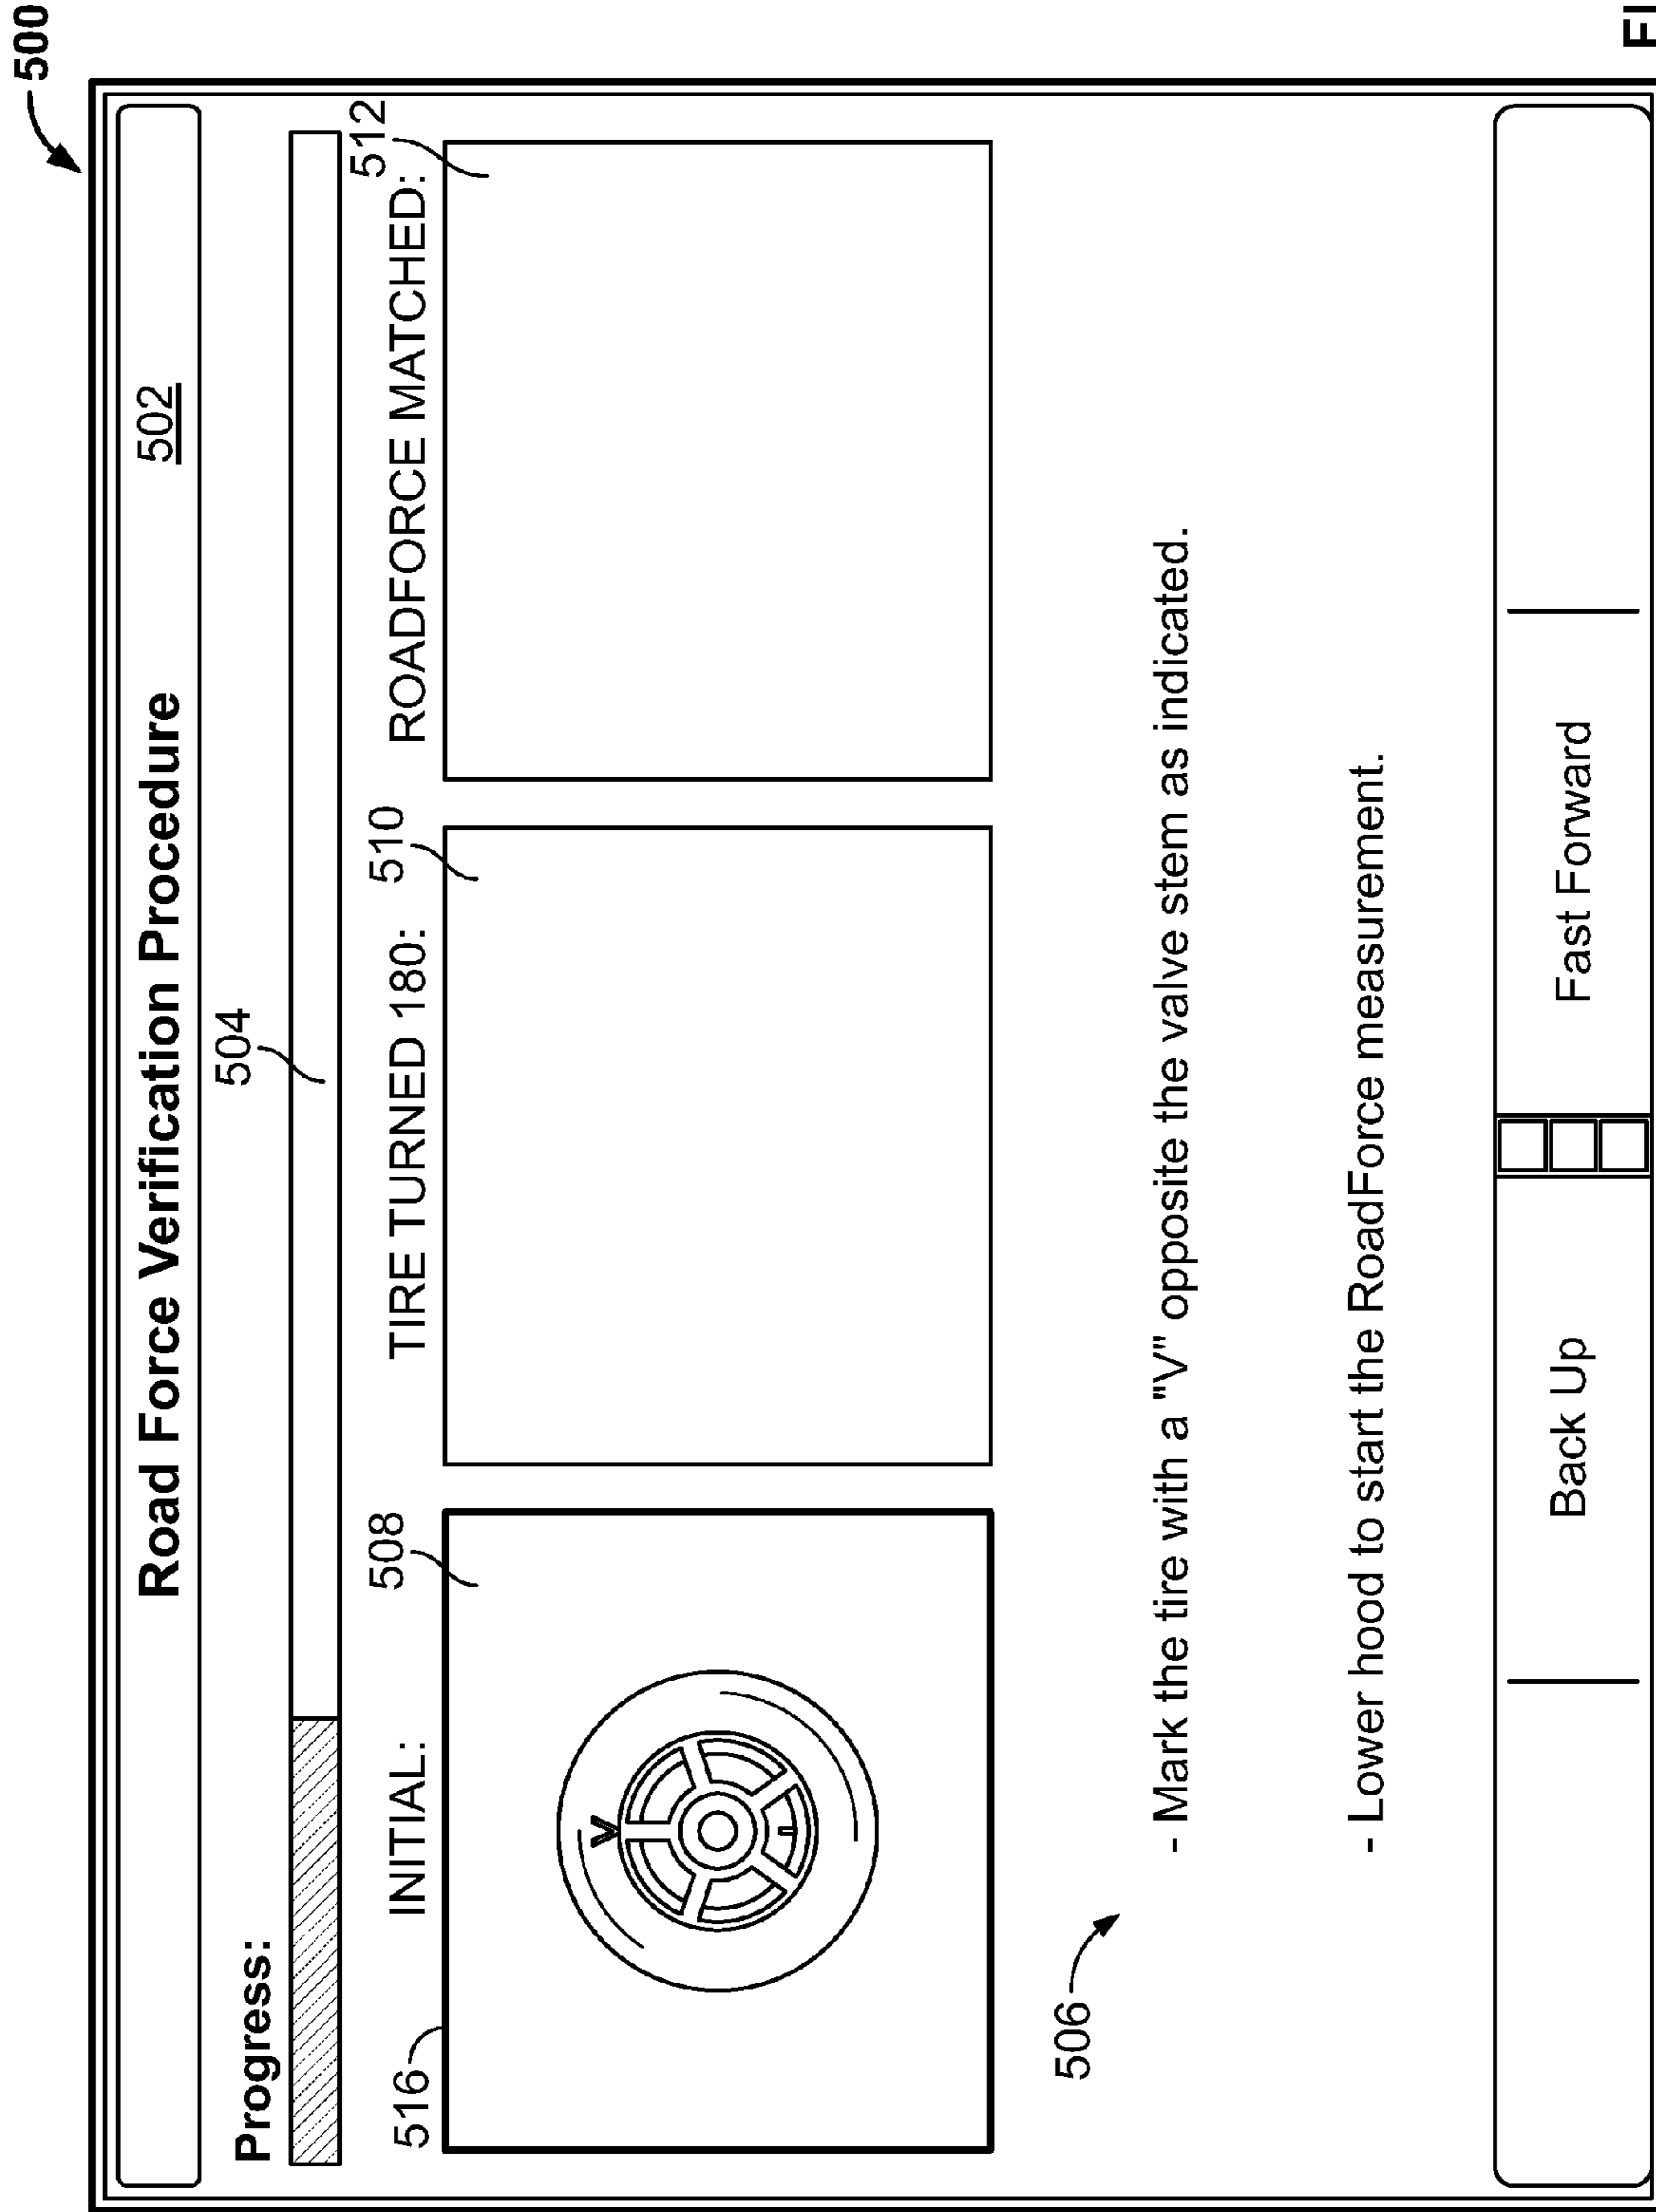 500
Road Force Verification Procedure 502
Progress:
504
516 INITIAL: 508
TIRE TURNED 180: 510
ROADFORCE MATCHED: 512
V
506
- Mark the tire with a "V" opposite the valve stem as indicated.
- Lower hood to start the RoadForce measurement.
Back Up
Fast Forward